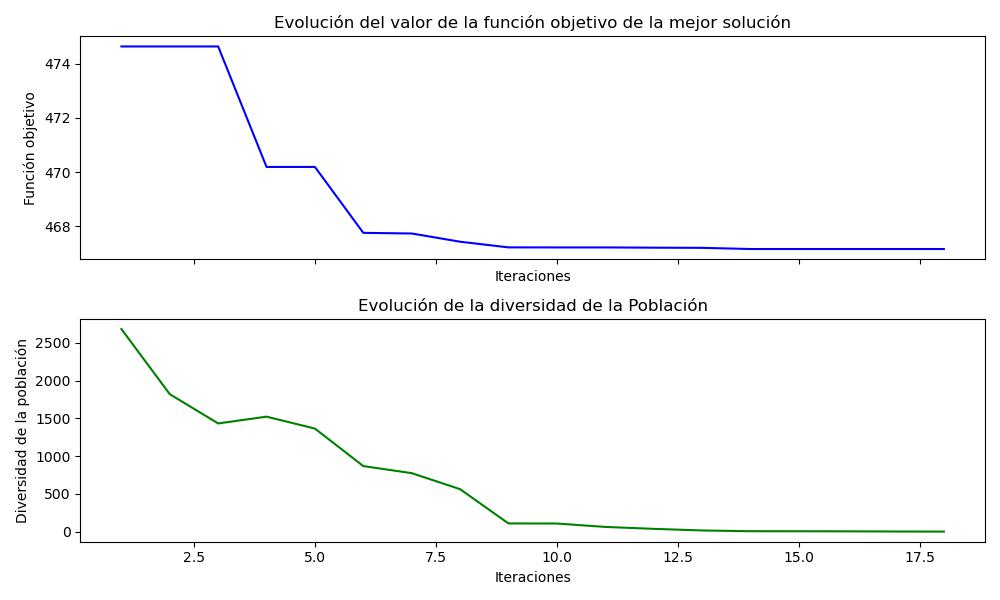 Evolución del valor de la función objetivo de la mejor solución
474
472
470
468
Función objetivo
Iteraciones
Evolución de la diversidad de la Población
2500
2000
1500
1000
500
0
Diversidad de la población
2.5 5.0 7.5 10.0 12.5 15.0 17.5
Iteraciones